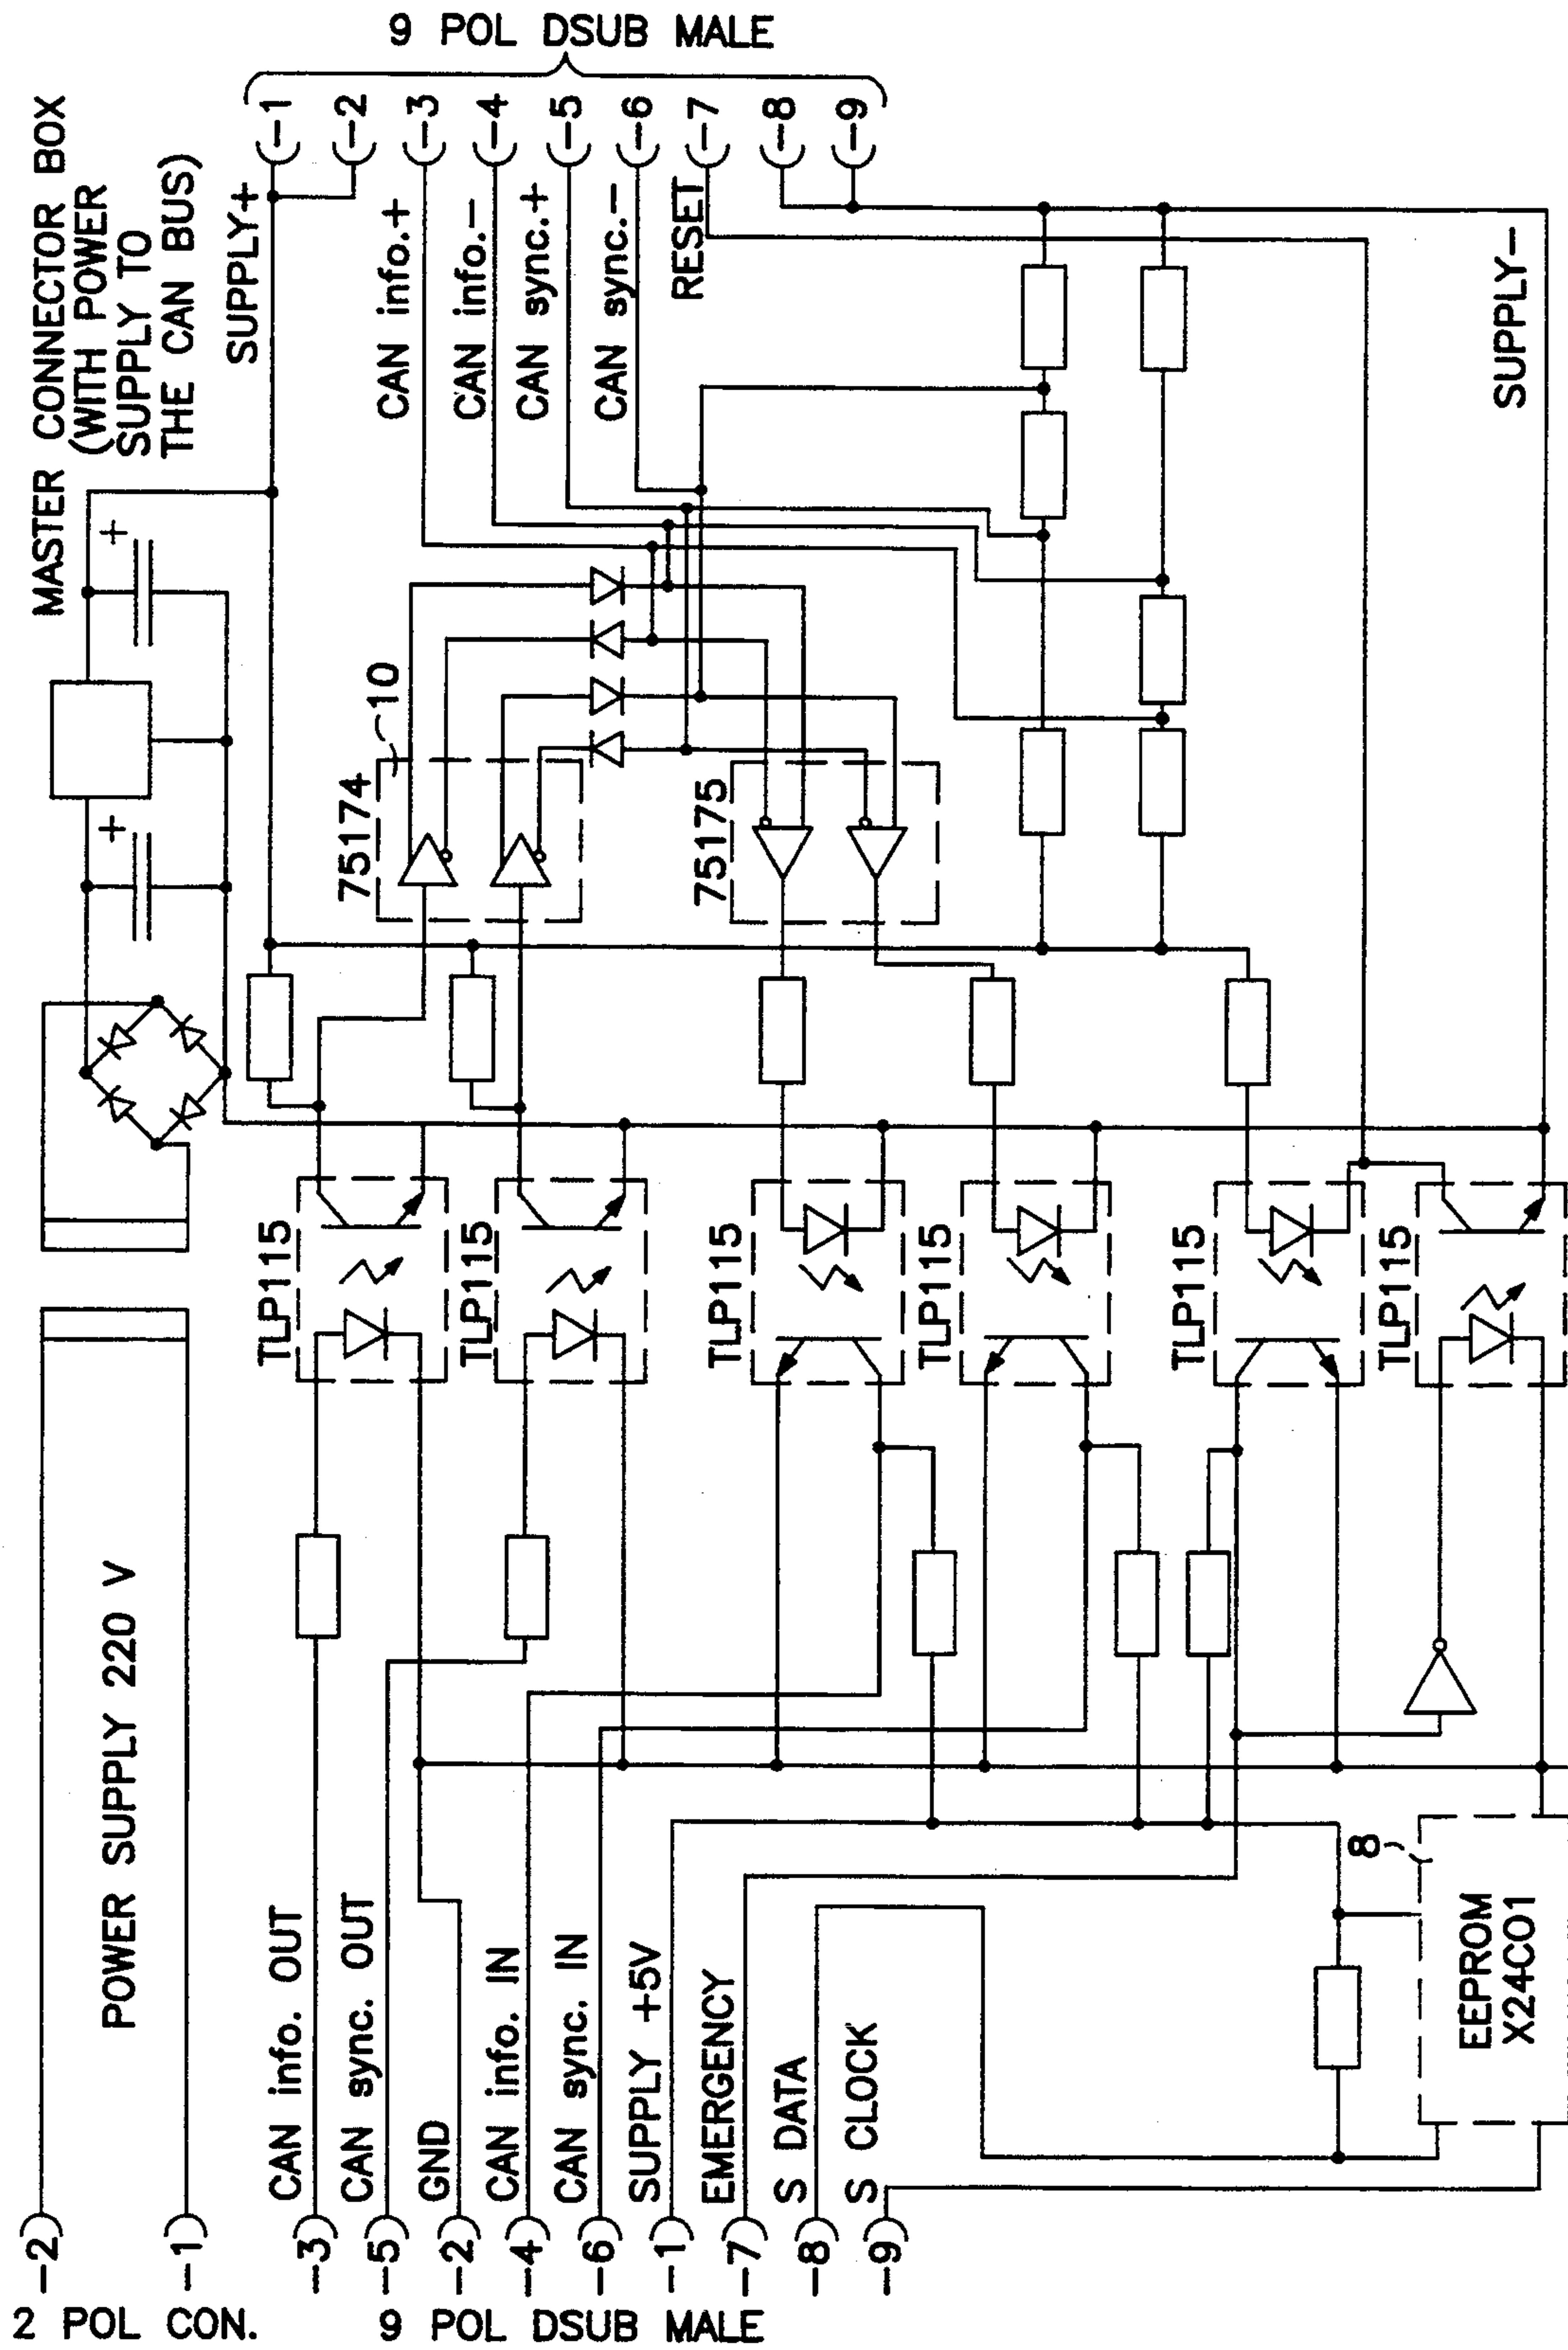 9 POL DSUB MALE
MASTER CONNECTOR BOX
(WITH POWER
SUPPLY TO
THE CAN BUS)
SUPPLY+
-1
-2
-3
-4
-5
-6
-7
-8
-9
CAN info.+
CAN info.-
CAN sync.+
CAN sync.-
RESET
SUPPLY-
+
+
10
75174
75175
TLP115
TLP115
TLP115
TLP115
TLP115
TLP115
POWER SUPPLY 220 V
CAN info. OUT
CAN sync. OUT
GND
CAN info. IN
CAN sync. IN
SUPPLY +5V
EMERGENCY
S DATA
S CLOCK
8
EEPROM
X24C01
-2
-1
-3
-5
-2
-4
-6
-1
-7
-8
-9
2 POL CON.
9 POL DSUB MALE